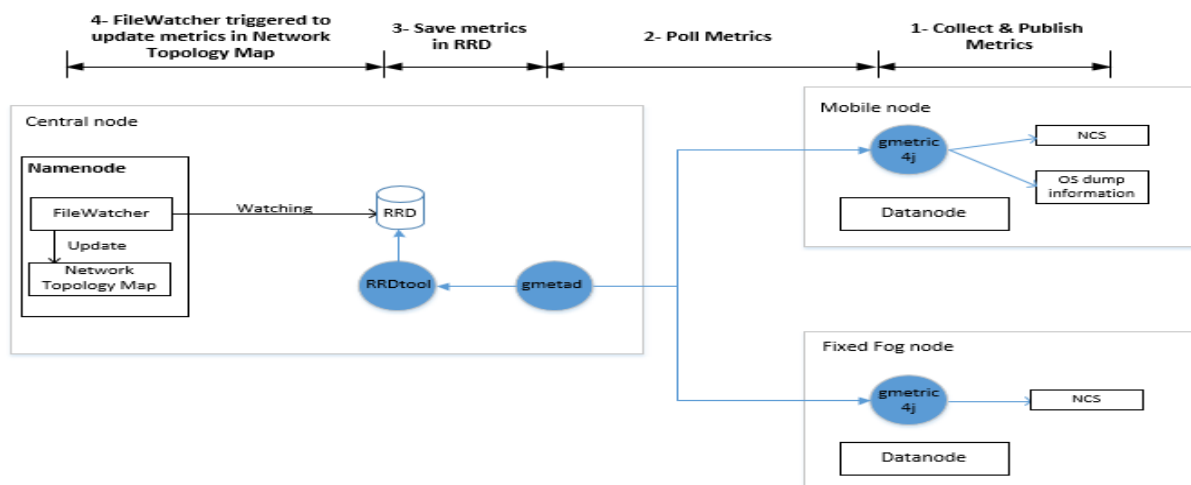 4- FileWatcher triggered to
update metrics in Network
Topology Map
3- Save metrics
in RRD
2- Poll Metrics
1- Collect & Publish
Metrics
Central node
Namenode
FileWatcher
Update
Network
Topology Map
Watching
RRD
RRDtool
gmetad
Mobile node
gmetric
4j
NCS
OS dump
information
Datanode
Fixed Fog node
gmetric
4j
NCS
Datanode